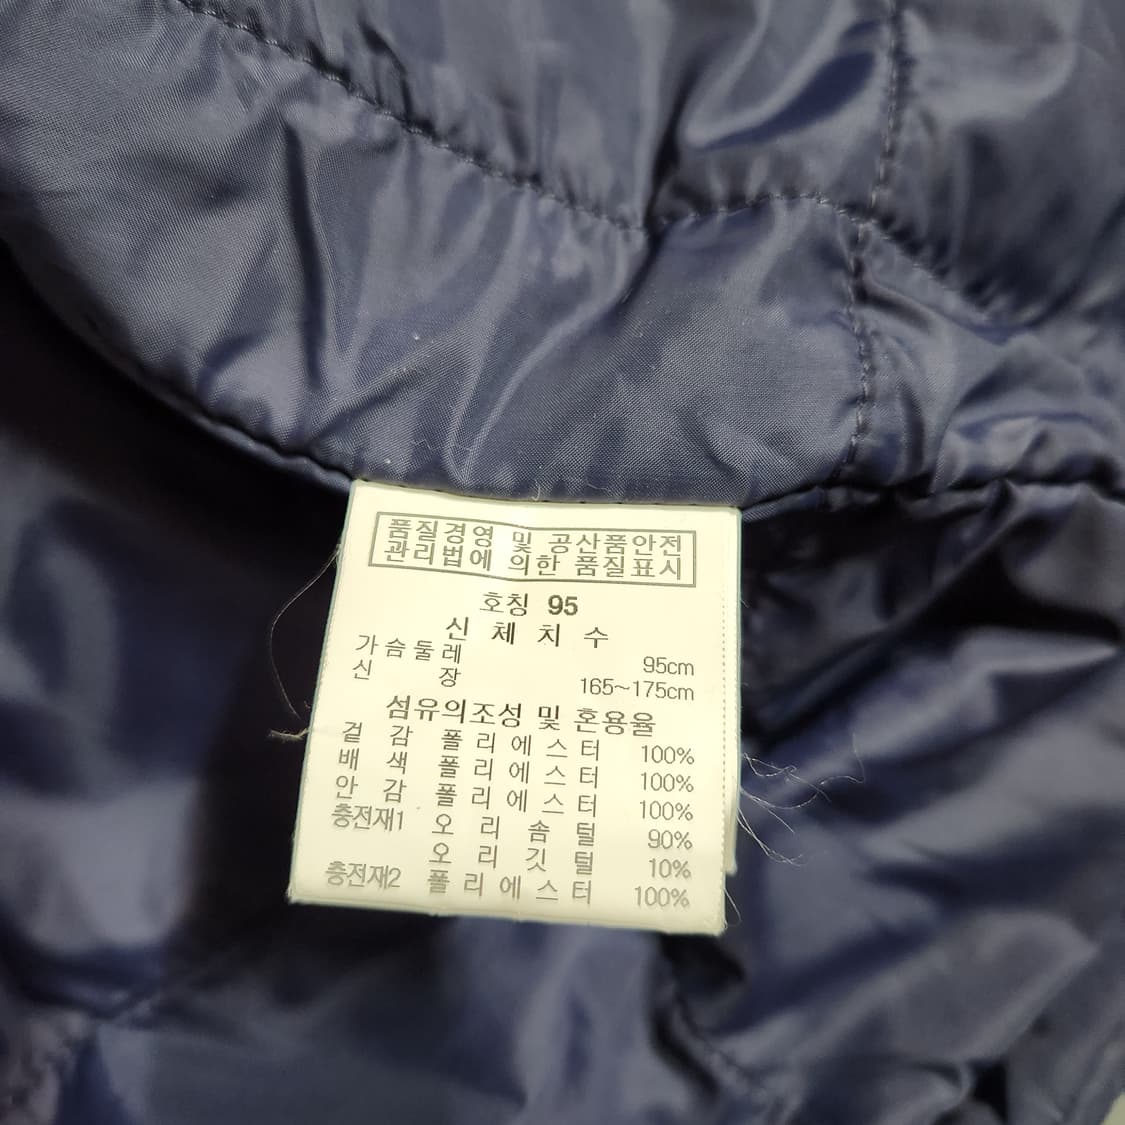 품질경영 및 공산품안전
관리법에 의한 품질표시
호칭 95
신 체 치 수
가슴둘레 95cm
신 장 165~175cm
섬유의조성 및 혼용율
겉 감 폴리에스터 100%
배 색 폴리에스터 100%
안 감 폴리에스터 100%
충전재1 오리솜털 90%
오리깃털 10%
충전재2 폴리에스터 100%